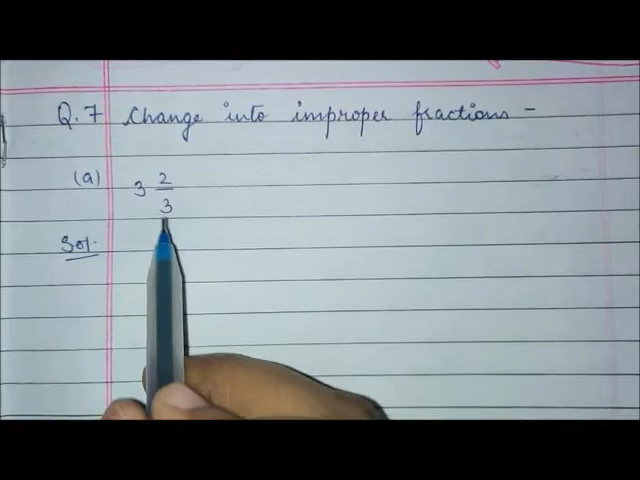 Q.7 Change into improper fractions -
(a) 3 2/3
Sol.